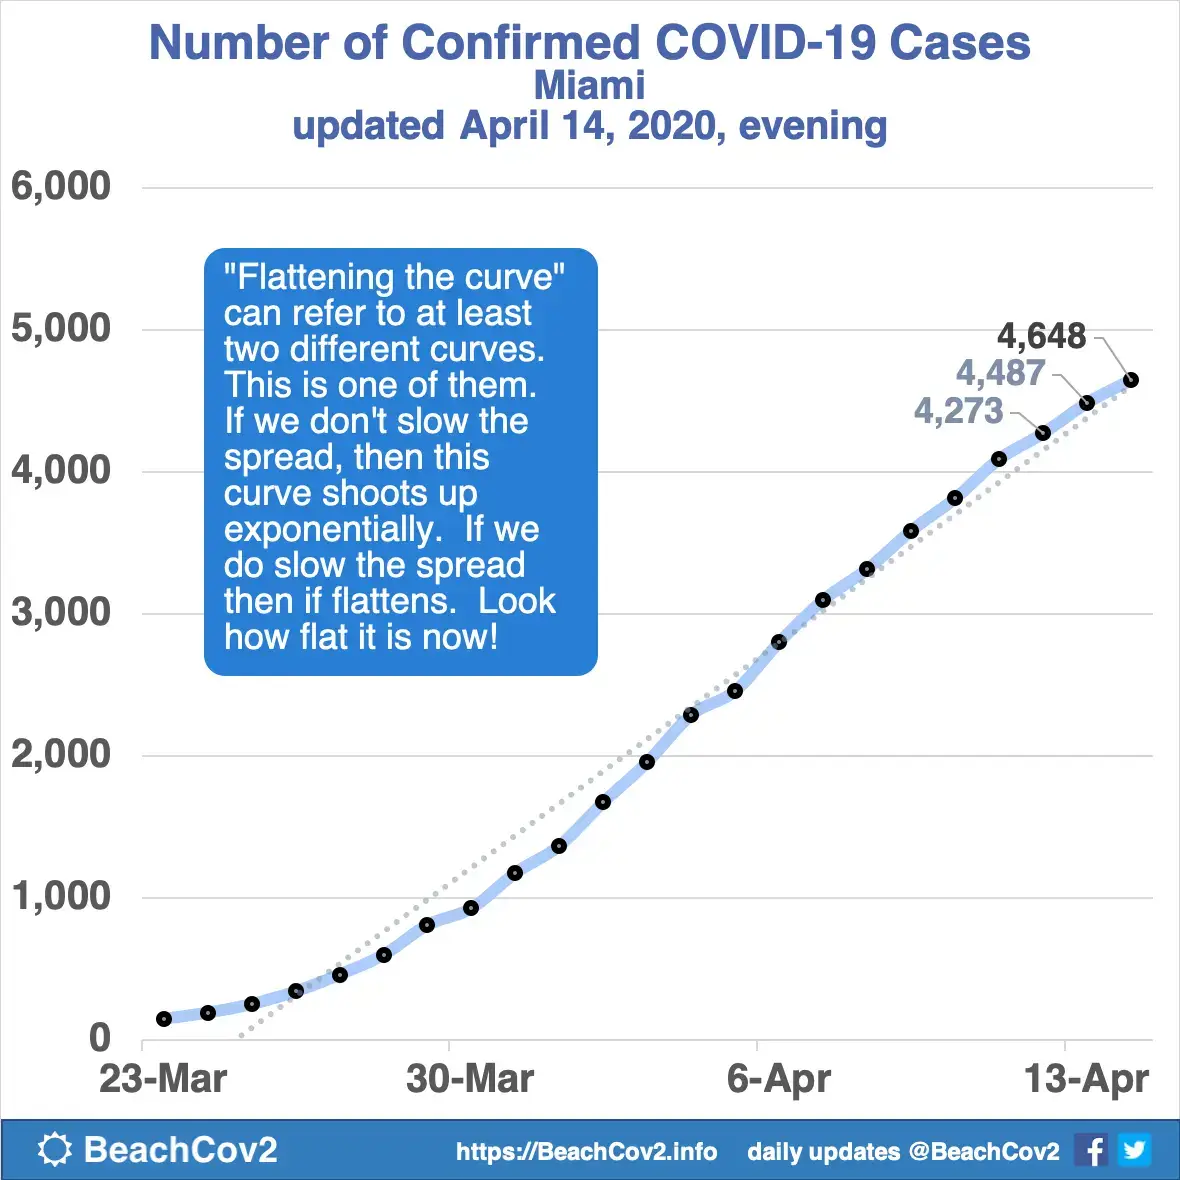 Number of Confirmed COVID-19 Cases
Miami
updated April 14, 2020, evening
6,000
5,000
4,000
3,000
2,000
1,000
0
"Flattening the curve"
can refer to at least
two different curves.
This is one of them.
If we don't slow the
spread, then this
curve shoots up
exponentially.  If we
do slow the spread
then if flattens.  Look
how flat it is now!
4,648
4,487
4,273
23-Mar 30-Mar 6-Apr 13-Apr
BeachCov2 https://BeachCov2.info daily updates @BeachCov2